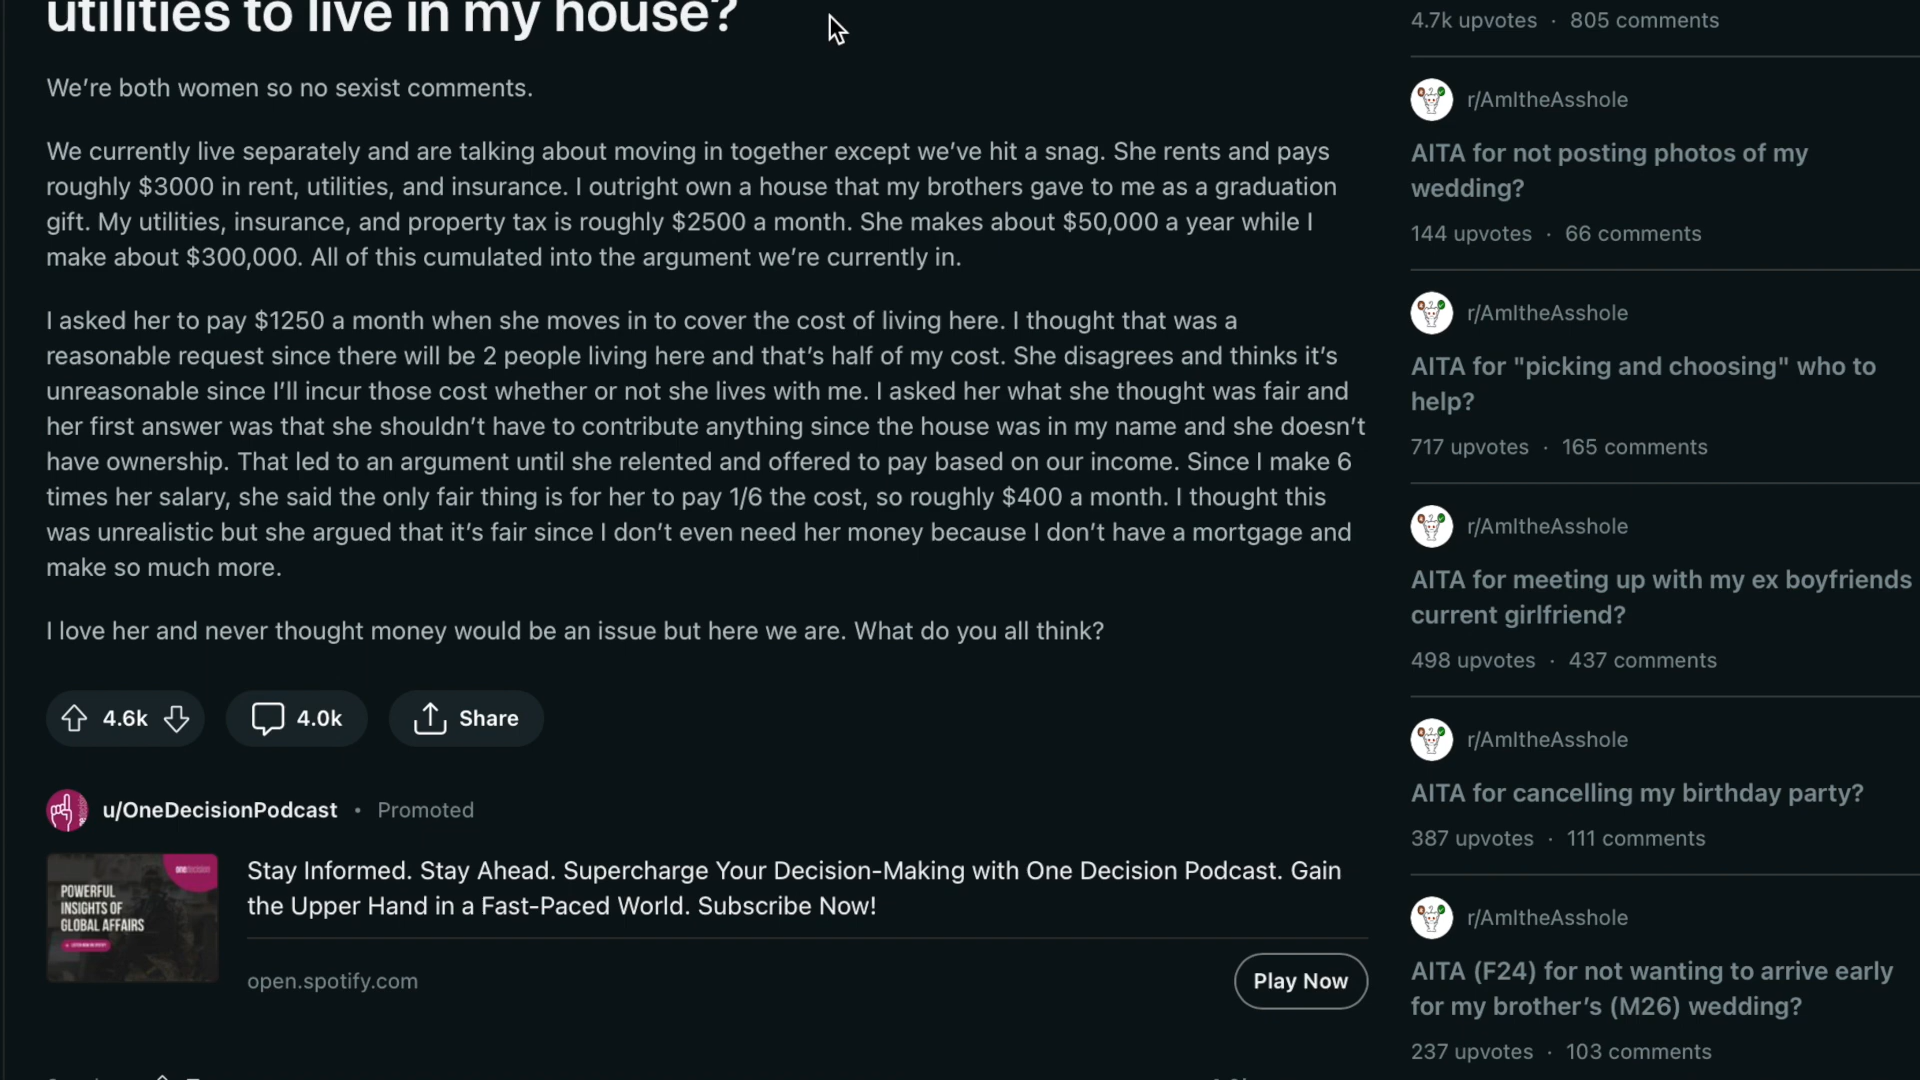 utilities to live in my house?
We're both women so no sexist comments.
We currently live separately and are talking about moving in together except we've hit a snag. She rents and pays
roughly $3000 in rent, utilities, and insurance. I outright own a house that my brothers gave to me as a graduation
gift. My utilities, insurance, and property tax is roughly $2500 a month. She makes about $50,000 a year while I
make about $300,000. All of this cumulated into the argument we're currently in.
I asked her to pay $1250 a month when she moves in to cover the cost of living here. I thought that was a
reasonable request since there will be 2 people living here and that's half of my cost. She disagrees and thinks it's
unreasonable since I'll incur those cost whether or not she lives with me. I asked her what she thought was fair and
her first answer was that she shouldn't have to contribute anything since the house was in my name and she doesn't
have ownership. That led to an argument until she relented and offered to pay based on our income. Since I make 6
times her salary, she said the only fair thing is for her to pay 1/6 the cost, so roughly $400 a month. I thought this
was unrealistic but she argued that it's fair since I don't even need her money because I don't have a mortgage and
make so much more.
I love her and never thought money would be an issue but here we are. What do you all think?
4.6k
4.0k
Share
u/OneDecisionPodcast • Promoted
POWERFUL
INSIGHTS OF
GLOBAL AFFAIRS
Stay Informed. Stay Ahead. Supercharge Your Decision-Making with One Decision Podcast. Gain
the Upper Hand in a Fast-Paced World. Subscribe Now!
open.spotify.com
Play Now
4.7k upvotes · 805 comments
r/AmItheAsshole
AITA for not posting photos of my
wedding?
144 upvotes · 66 comments
r/AmItheAsshole
AITA for "picking and choosing" who to
help?
717 upvotes · 165 comments
r/AmItheAsshole
AITA for meeting up with my ex boyfriends
current girlfriend?
498 upvotes · 437 comments
r/AmItheAsshole
AITA for cancelling my birthday party?
387 upvotes · 111 comments
r/AmItheAsshole
AITA (F24) for not wanting to arrive early
for my brother's (M26) wedding?
237 upvotes · 103 comments